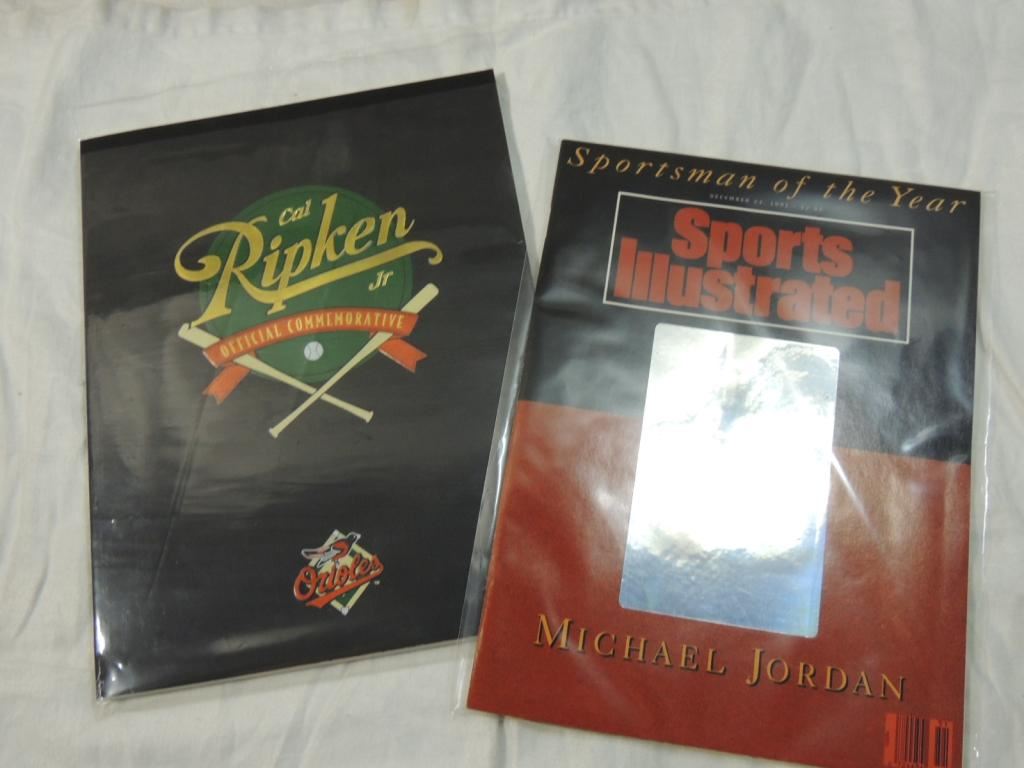 Cal
Ripken
Jr
OFFICIAL COMMEMORATIVE
Orioles
Sportsman of the Year
Sports
Illustrated
MICHAEL JORDAN